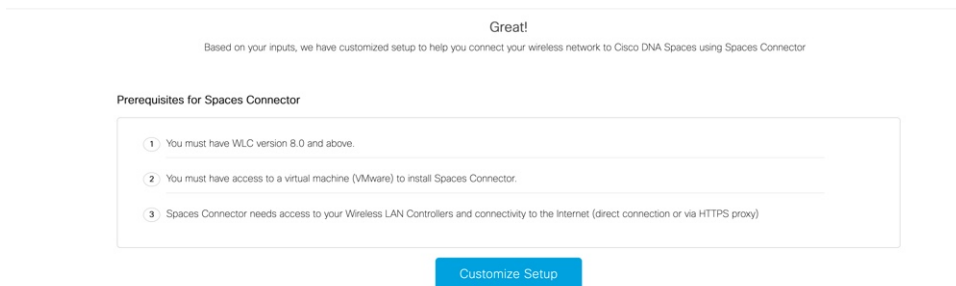 Great!
Based on your inputs, we have customized setup to help you connect your wireless network to Cisco DNA Spaces using Spaces Connector
Prerequisites for Spaces Connector
1 You must have WLC version 8.0 and above.
2 You must have access to a virtual machine (VMware) to install Spaces Connector.
3 Spaces Connector needs access to your Wireless LAN Controllers and connectivity to the Internet (direct connection or via HTTPS proxy)
Customize Setup